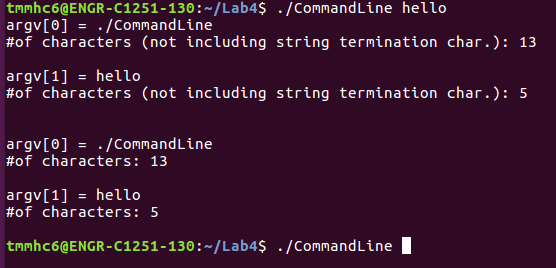 tmmhc6@ENGR-C1251-130:~/Lab4$ ./CommandLine hello
argv[0] = ./CommandLine
#of characters (not including string termination char.): 13
argv[1] = hello
#of characters (not including string termination char.): 5
argv[0] = ./CommandLine
#of characters: 13
argv[1] = hello
#of characters: 5
tmmhc6@ENGR-C1251-130:~/Lab4$ ./CommandLine